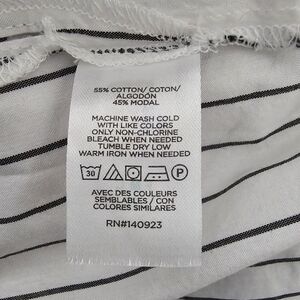 55% COTTON/ COTON/
ALGODÓN
45% MODAL
MACHINE WASH COLD
WITH LIKE COLORS
ONLY NON-CHLORINE
BLEACH WHEN NEEDED
TUMBLE DRY LOW
WARM IRON WHEN NEEDED
30 P
AVEC DES COULEURS
SEMBLABLES / CON
COLORES SIMILARES
RN#140923